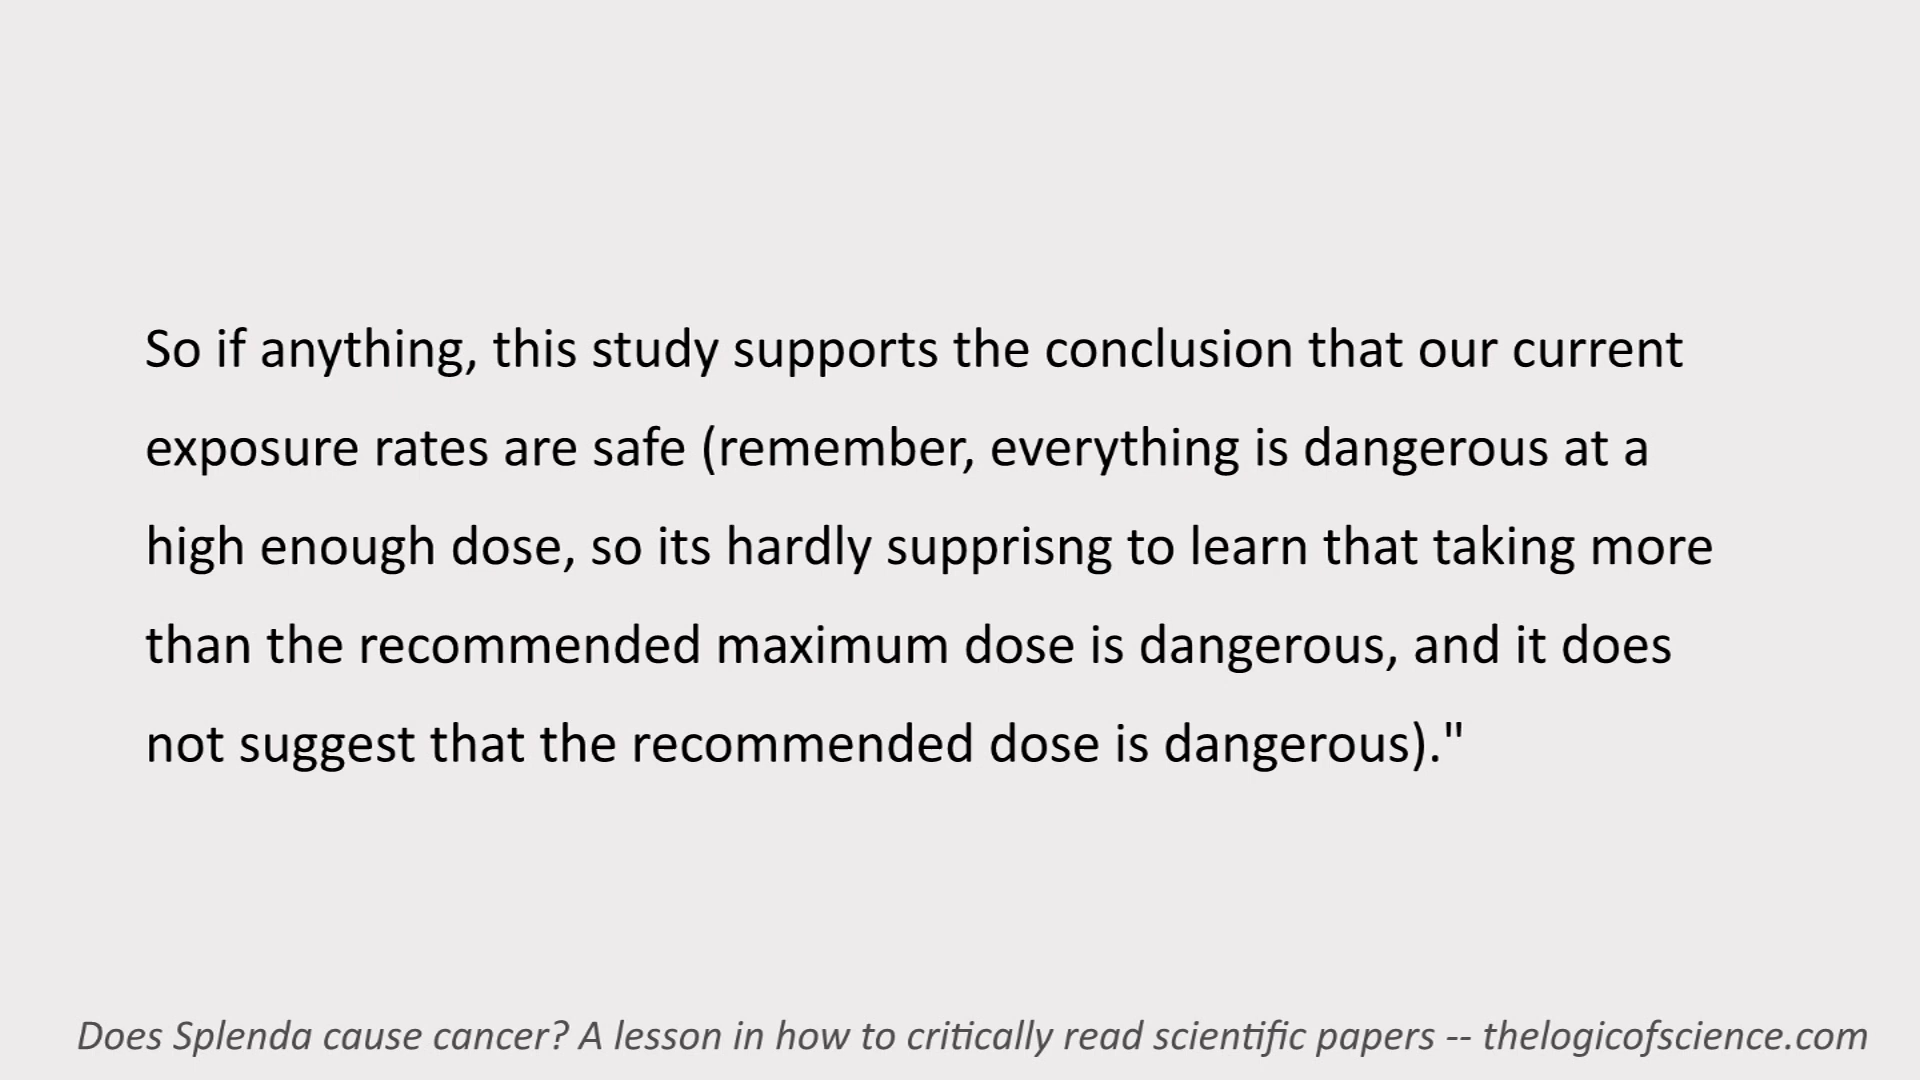 So if anything, this study supports the conclusion that our current
exposure rates are safe (remember, everything is dangerous at a
high enough dose, so its hardly supprisng to learn that taking more
than the recommended maximum dose is dangerous, and it does
not suggest that the recommended dose is dangerous)."
Does Splenda cause cancer? A lesson in how to critically read scientific papers -- thelogicofscience.com